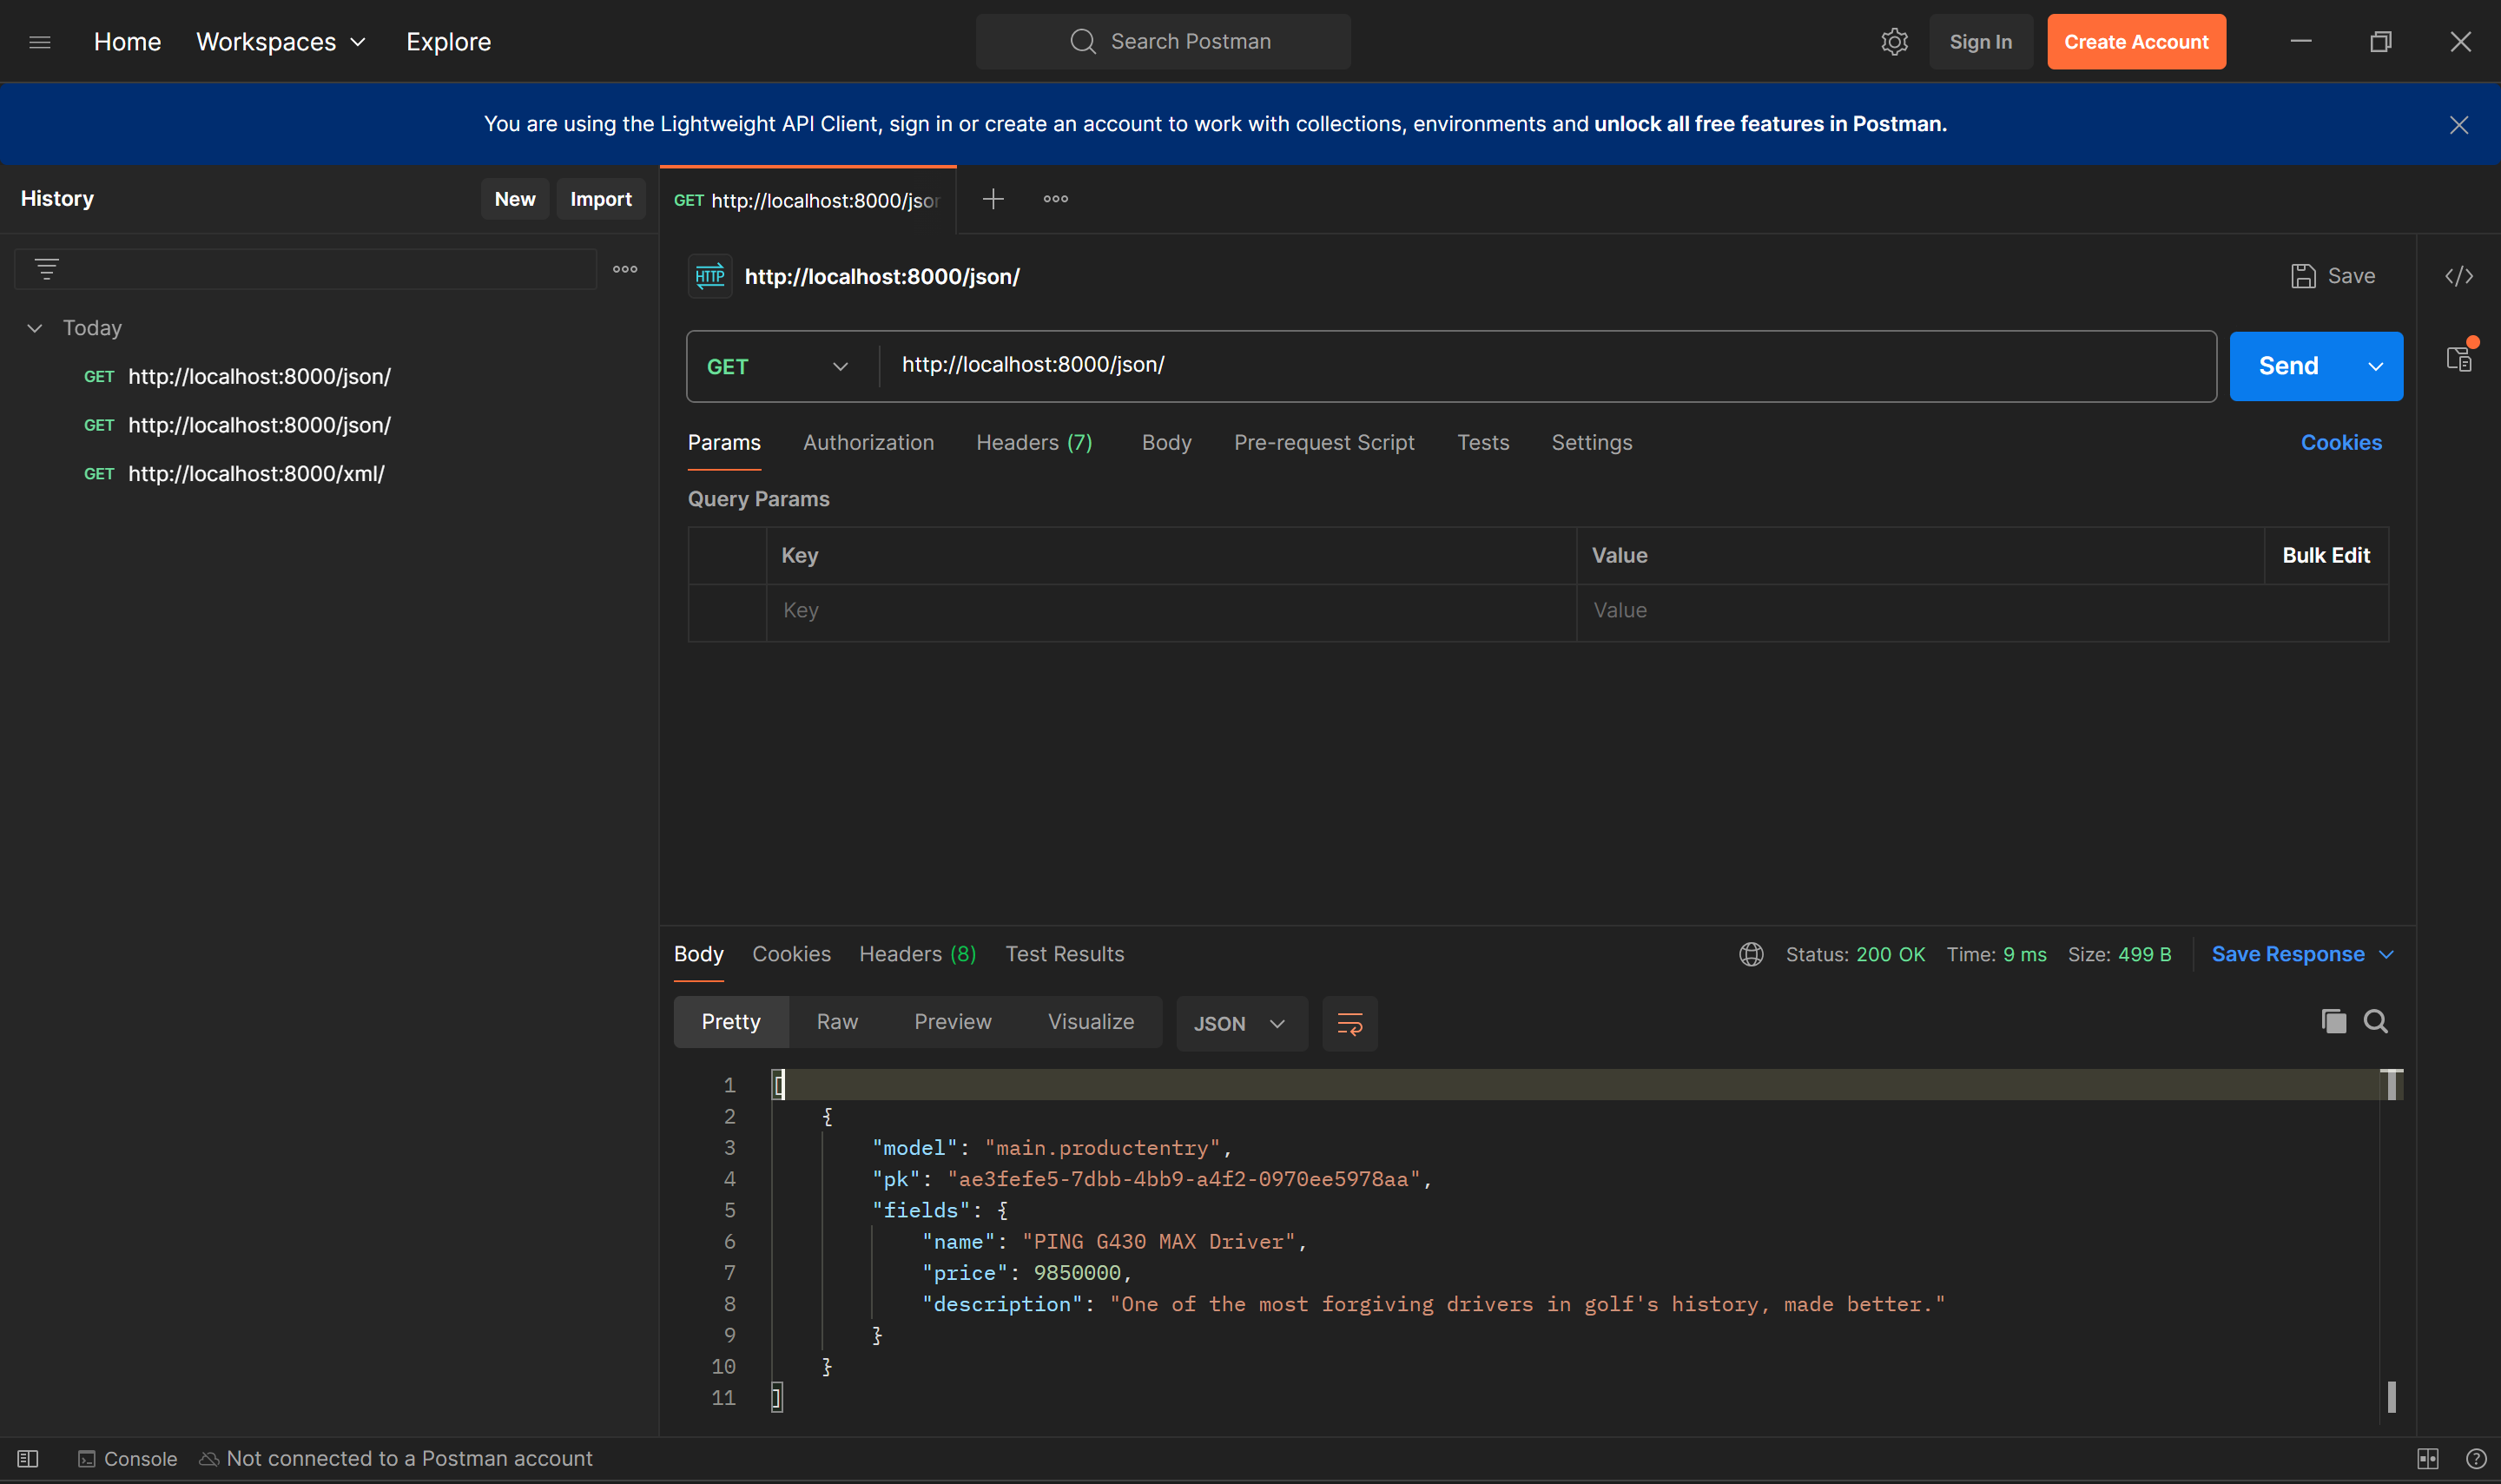 Home Workspaces Explore Search Postman Sign In Create Account
You are using the Lightweight API Client, sign in or create an account to work with collections, environments and unlock all free features in Postman.
History New Import
GET http://localhost:8000/jsor
Today
GET http://localhost:8000/json/
GET http://localhost:8000/json/
GET http://localhost:8000/xml/
HTTP http://localhost:8000/json/ Save
GET http://localhost:8000/json/ Send
Params Authorization Headers (7) Body Pre-request Script Tests Settings Cookies
Query Params
Key Value Bulk Edit
Key Value
Body Cookies Headers (8) Test Results Status: 200 OK Time: 9 ms Size: 499 B Save Response
Pretty Raw Preview Visualize JSON
1 [
2 {
3 "model": "main.productentry",
4 "pk": "ae3fefe5-7dbb-4bb9-a4f2-0970ee5978aa",
5 "fields": {
6 "name": "PING G430 MAX Driver",
7 "price": 9850000,
8 "description": "One of the most forgiving drivers in golf's history, made better."
9 }
10 }
11 ]
Console Not connected to a Postman account